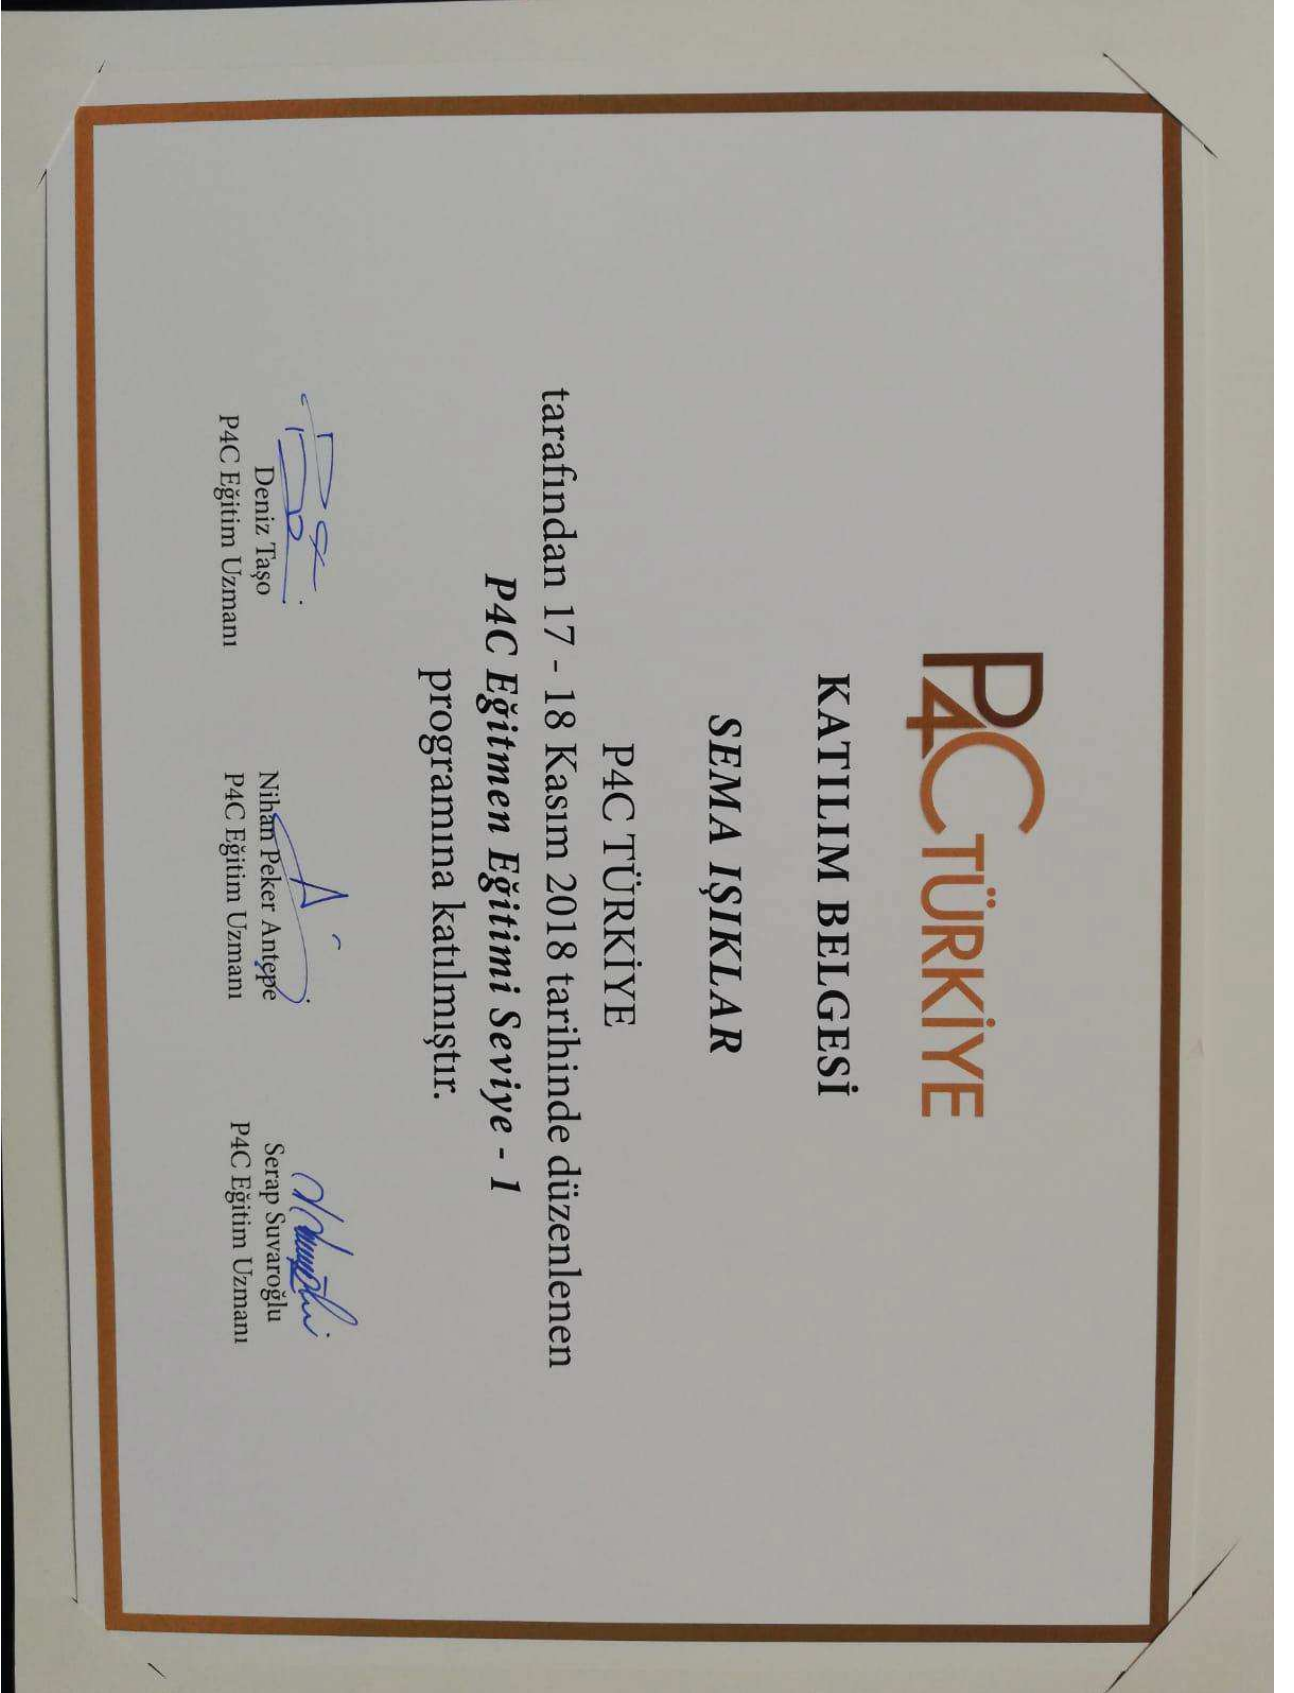 P4C TÜRKİYE
KATILIM BELGESİ
SEMA IŞIKLAR
P4C TÜRKİYE
tarafından 17 - 18 Kasım 2018 tarihinde düzenlenen
P4C Eğitmen Eğitimi Seviye - 1
programına katılmıştır.
Deniz Taşo
P4C Eğitim Uzmanı
Nihan Peker Antepe
P4C Eğitim Uzmanı
Serap Suvaroğlu
P4C Eğitim Uzmanı